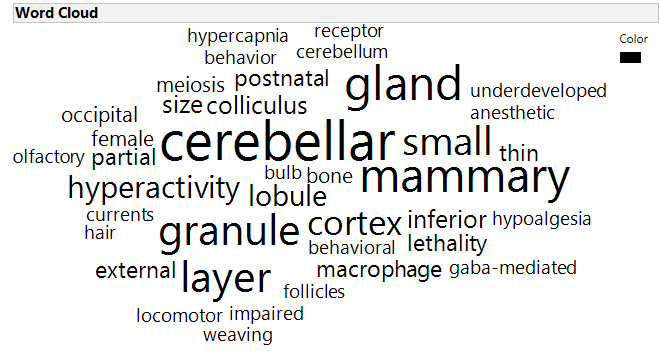 Word Cloud
hypercapnia receptor
Color
behavior cerebellum
meiosis postnatal gland underdeveloped
occipital size colliculus anesthetic
female cerebellar small thin
olfactory partial
bulb bone mammary
hyperactivity lobule
currents granule cortex inferior hypoalgesia
hair behavioral lethality
external layer macrophage gaba-mediated
follicles
locomotor impaired
weaving